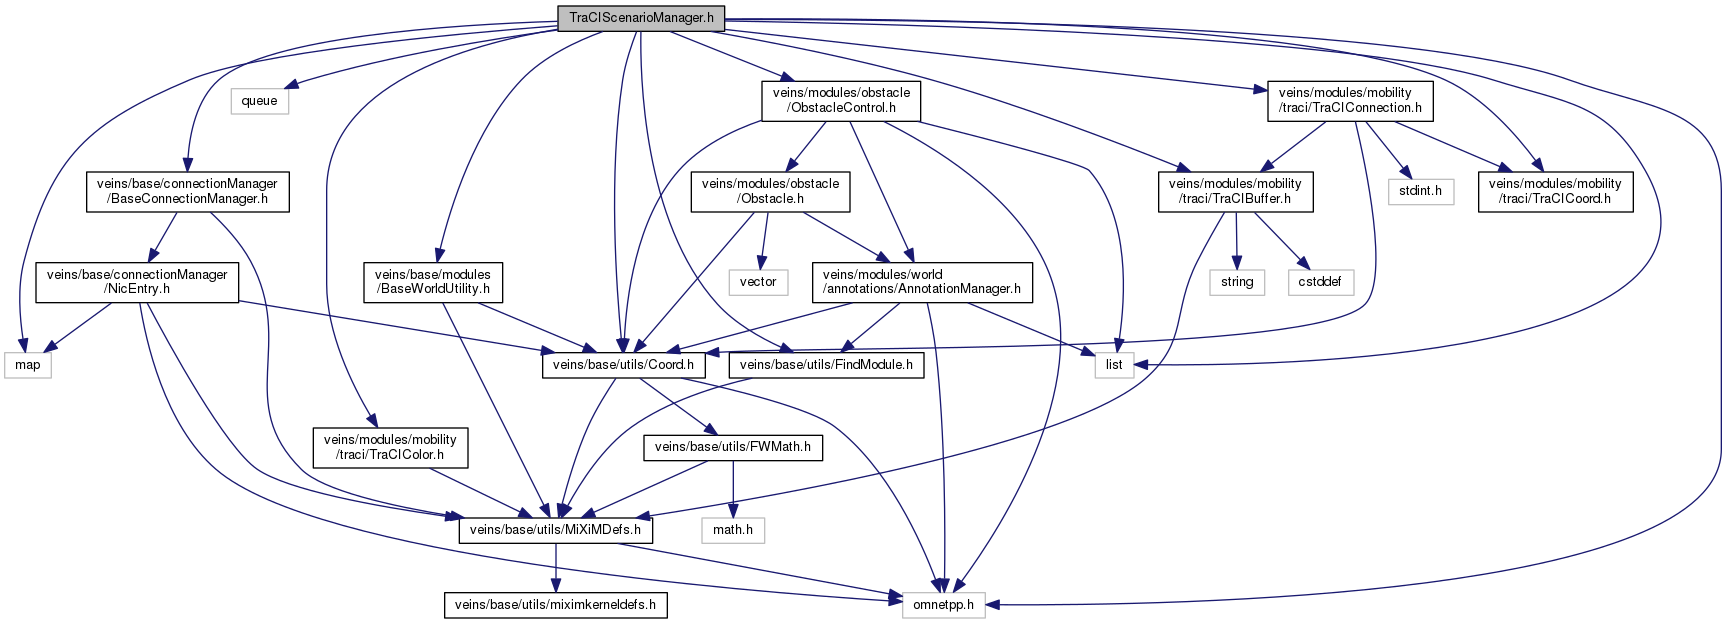 TraCIScenarioManager.h
queue
veins/modules/obstacle
/ObstacleControl.h
veins/modules/mobility
/traci/TraCIConnection.h
veins/base/connectionManager
/BaseConnectionManager.h
veins/modules/obstacle
/Obstacle.h
veins/modules/mobility
/traci/TraCIBuffer.h
stdint.h
veins/modules/mobility
/traci/TraCICoord.h
veins/base/connectionManager
/NicEntry.h
veins/base/modules
/BaseWorldUtility.h
vector
veins/modules/world
/annotations/AnnotationManager.h
string
cstddef
map
veins/base/utils/Coord.h
veins/base/utils/FindModule.h
list
veins/modules/mobility
/traci/TraCIColor.h
veins/base/utils/FWMath.h
veins/base/utils/MiXiMDefs.h
math.h
veins/base/utils/miximkerneldefs.h
omnetpp.h